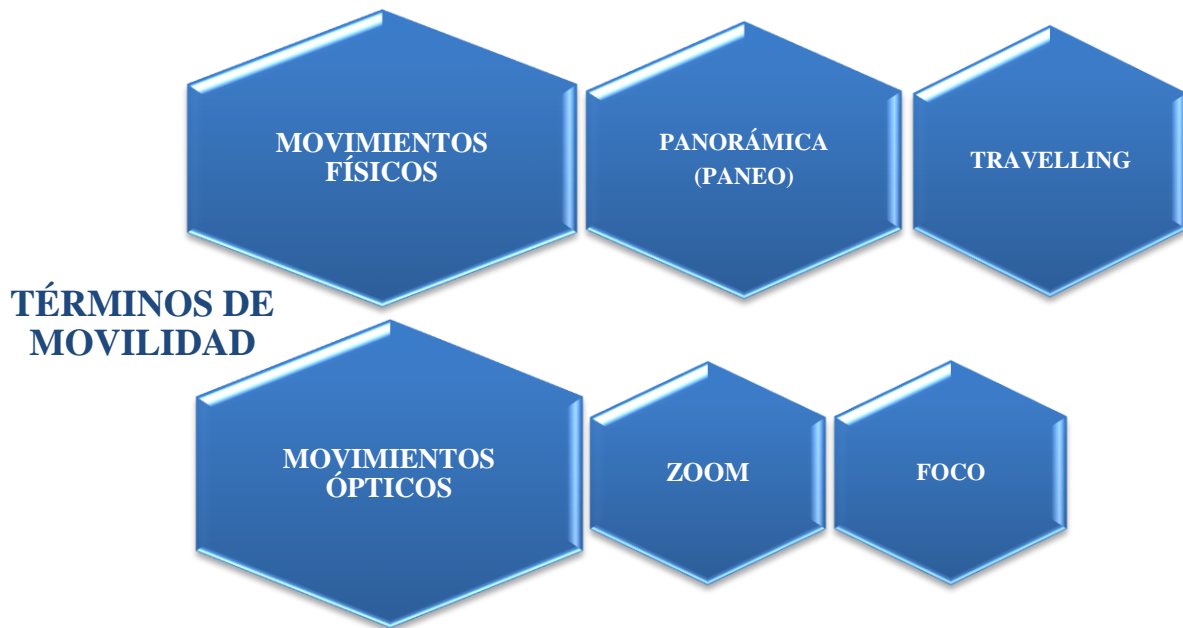 MOVIMIENTOS
FÍSICOS
PANORÁMICA
(PANEO)
TRAVELLING
TÉRMINOS DE
MOVILIDAD
MOVIMIENTOS
ÓPTICOS
ZOOM
FOCO